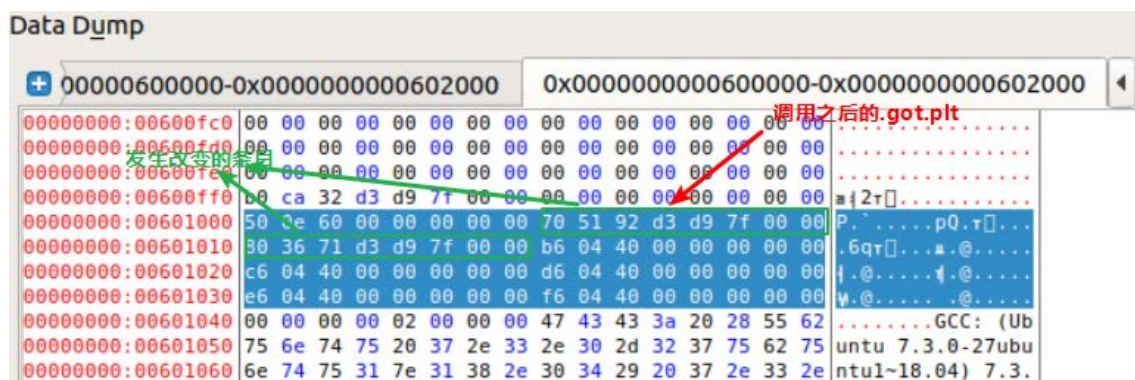 Data Dump
00000600000-0x0000000000602000 0x0000000000600000-0x0000000000602000
调用之后的.got.plt
00000000:00600fc0 00 00 00 00 00 00 00 00 00 00 00 00 00 00 00 00 ................
发生改变的条目
00000000:00600ff0 b0 ca 32 d3 d9 7f 00 00 00 00 00 00 00 00 00 00
00000000:00601000 50 0e 60 00 00 00 00 00 70 51 92 d3 d9 7f 00 00
00000000:00601010 36 71 d3 d9 7f 00 00 b6 04 40 00 00 00 00 00
00000000:00601020 c6 04 40 00 00 00 00 00 d6 04 40 00 00 00 00 00
00000000:00601030 e6 04 40 00 00 00 00 00 f6 04 40 00 00 00 00 00
00000000:00601040 00 00 00 00 02 00 00 00 47 43 43 3a 20 28 55 62 ........GCC: (Ub
00000000:00601050 75 6e 74 75 20 37 2e 33 2e 30 2d 32 37 75 62 75 untu 7.3.0-27ubu
00000000:00601060 6e 74 75 31 7e 31 38 2e 30 34 29 20 37 2e 33 2e ntu1~18.04) 7.3.